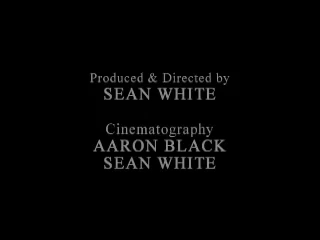 Produced & Directed by
SEAN WHITE
Cinematography
AARON BLACK
SEAN WHITE